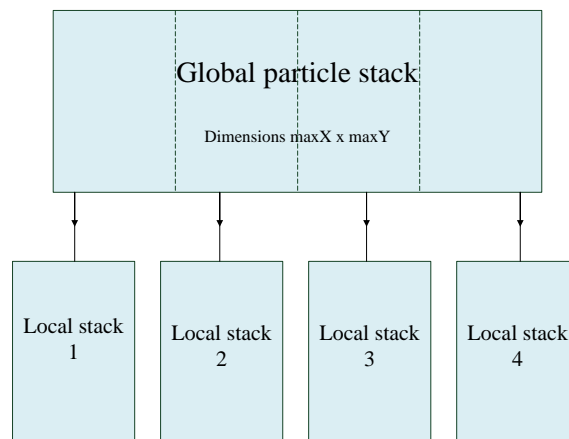 Global particle stack
Dimensions maxX x maxY
Local stack
1
Local stack
2
Local stack
3
Local stack
4